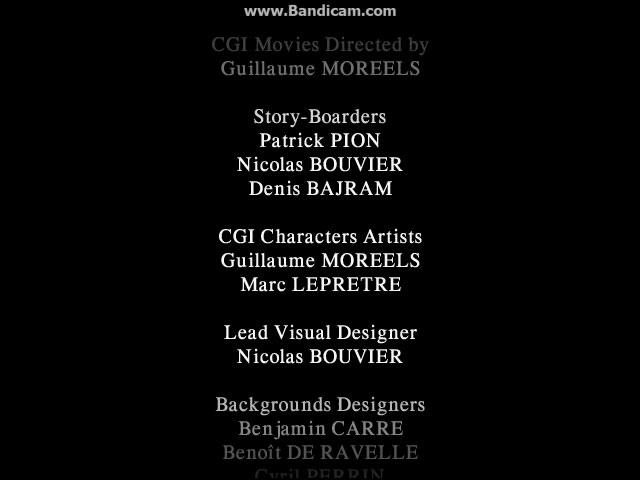 www.Bandicam.com
CGI Movies Directed by
Guillaume MOREELS
Story-Boarders
Patrick PION
Nicolas BOUVIER
Denis BAJRAM
CGI Characters Artists
Guillaume MOREELS
Marc LEPRETRE
Lead Visual Designer
Nicolas BOUVIER
Backgrounds Designers
Benjamin CARRE
Benoît DE RAVELLE
Cyril PERRIN